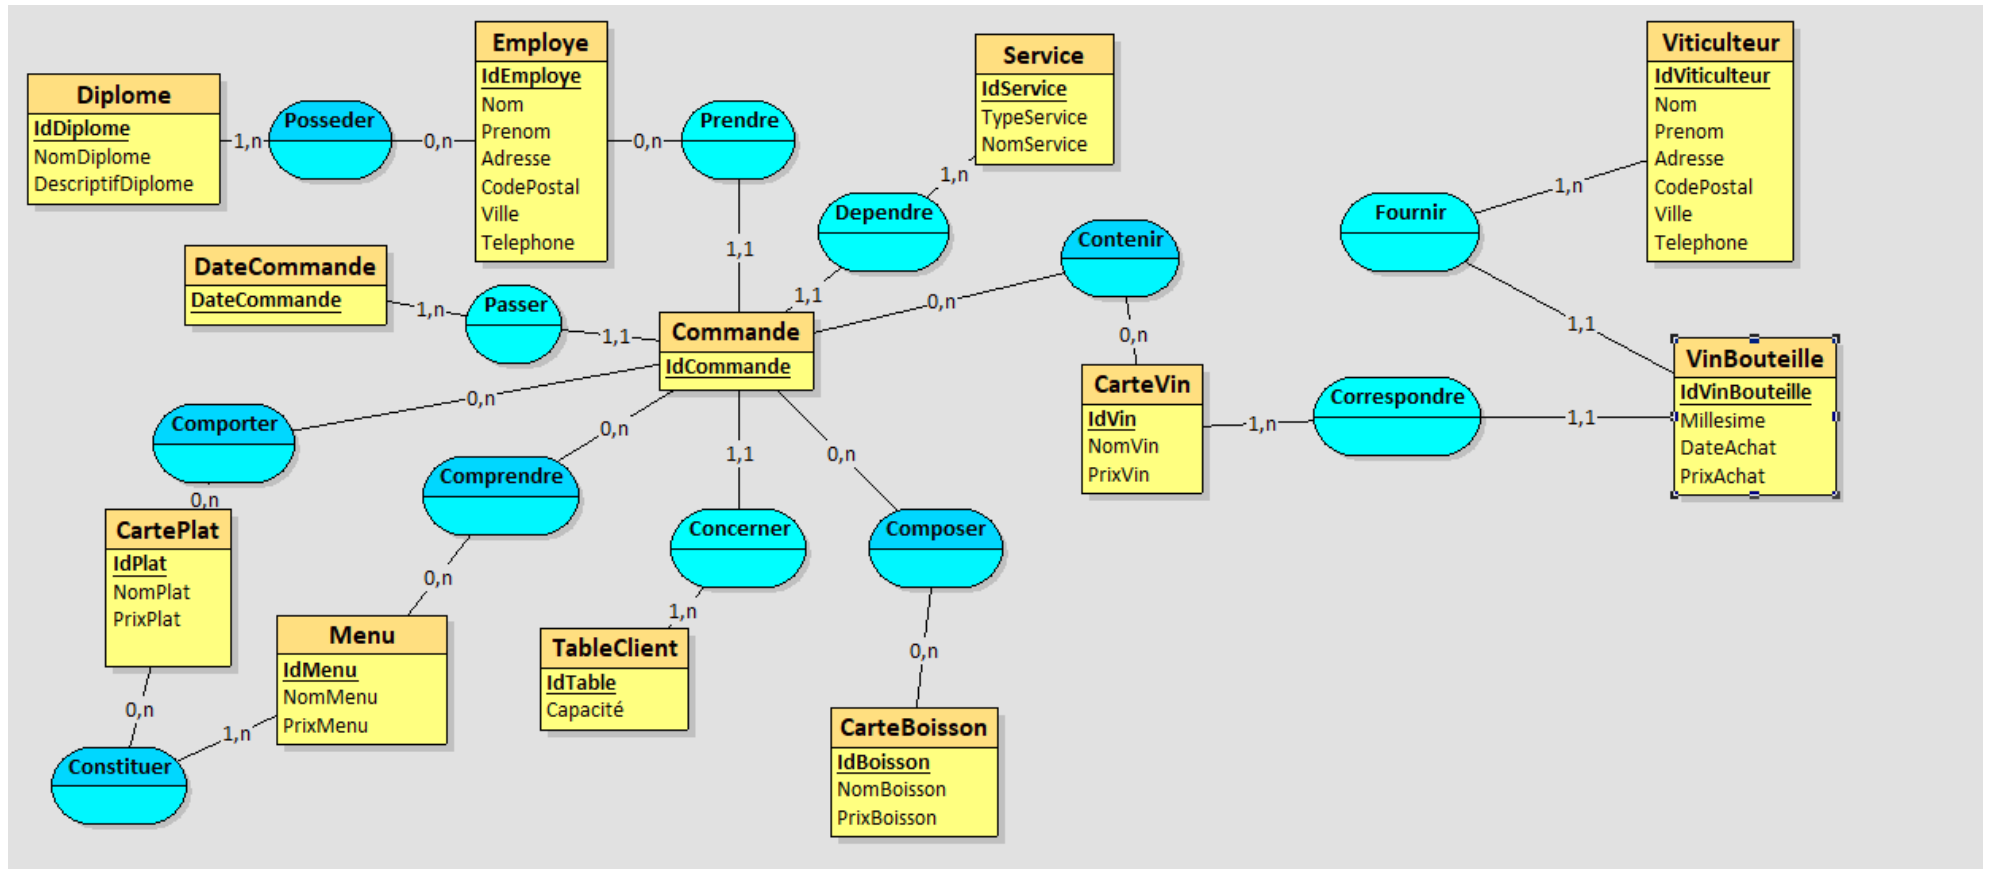 Diplome
IdDiplome
NomDiplome
DescriptifDiplome
1,n
Posseder
0,n
Employe
IdEmploye
Nom
Prenom
Adresse
CodePostal
Ville
Telephone
0,n
Prendre
1,1
Service
IdService
TypeService
NomService
1,n
Dependre
1,1
DateCommande
DateCommande
1,n
Passer
1,1
Commande
IdCommande
0,n
Contenir
0,n
CarteVin
IdVin
NomVin
PrixVin
1,n
Correspondre
1,1
Viticulteur
IdViticulteur
Nom
Prenom
Adresse
CodePostal
Ville
Telephone
1,n
Fournir
1,1
VinBouteille
IdVinBouteille
Millesime
DateAchat
PrixAchat
0,n
Comporter
0,n
CartePlat
IdPlat
NomPlat
PrixPlat
0,n
Constituer
1,n
0,n
Comprendre
0,n
Menu
IdMenu
NomMenu
PrixMenu
1,1
Concerner
1,n
TableClient
IdTable
Capacité
0,n
Composer
0,n
CarteBoisson
IdBoisson
NomBoisson
PrixBoisson